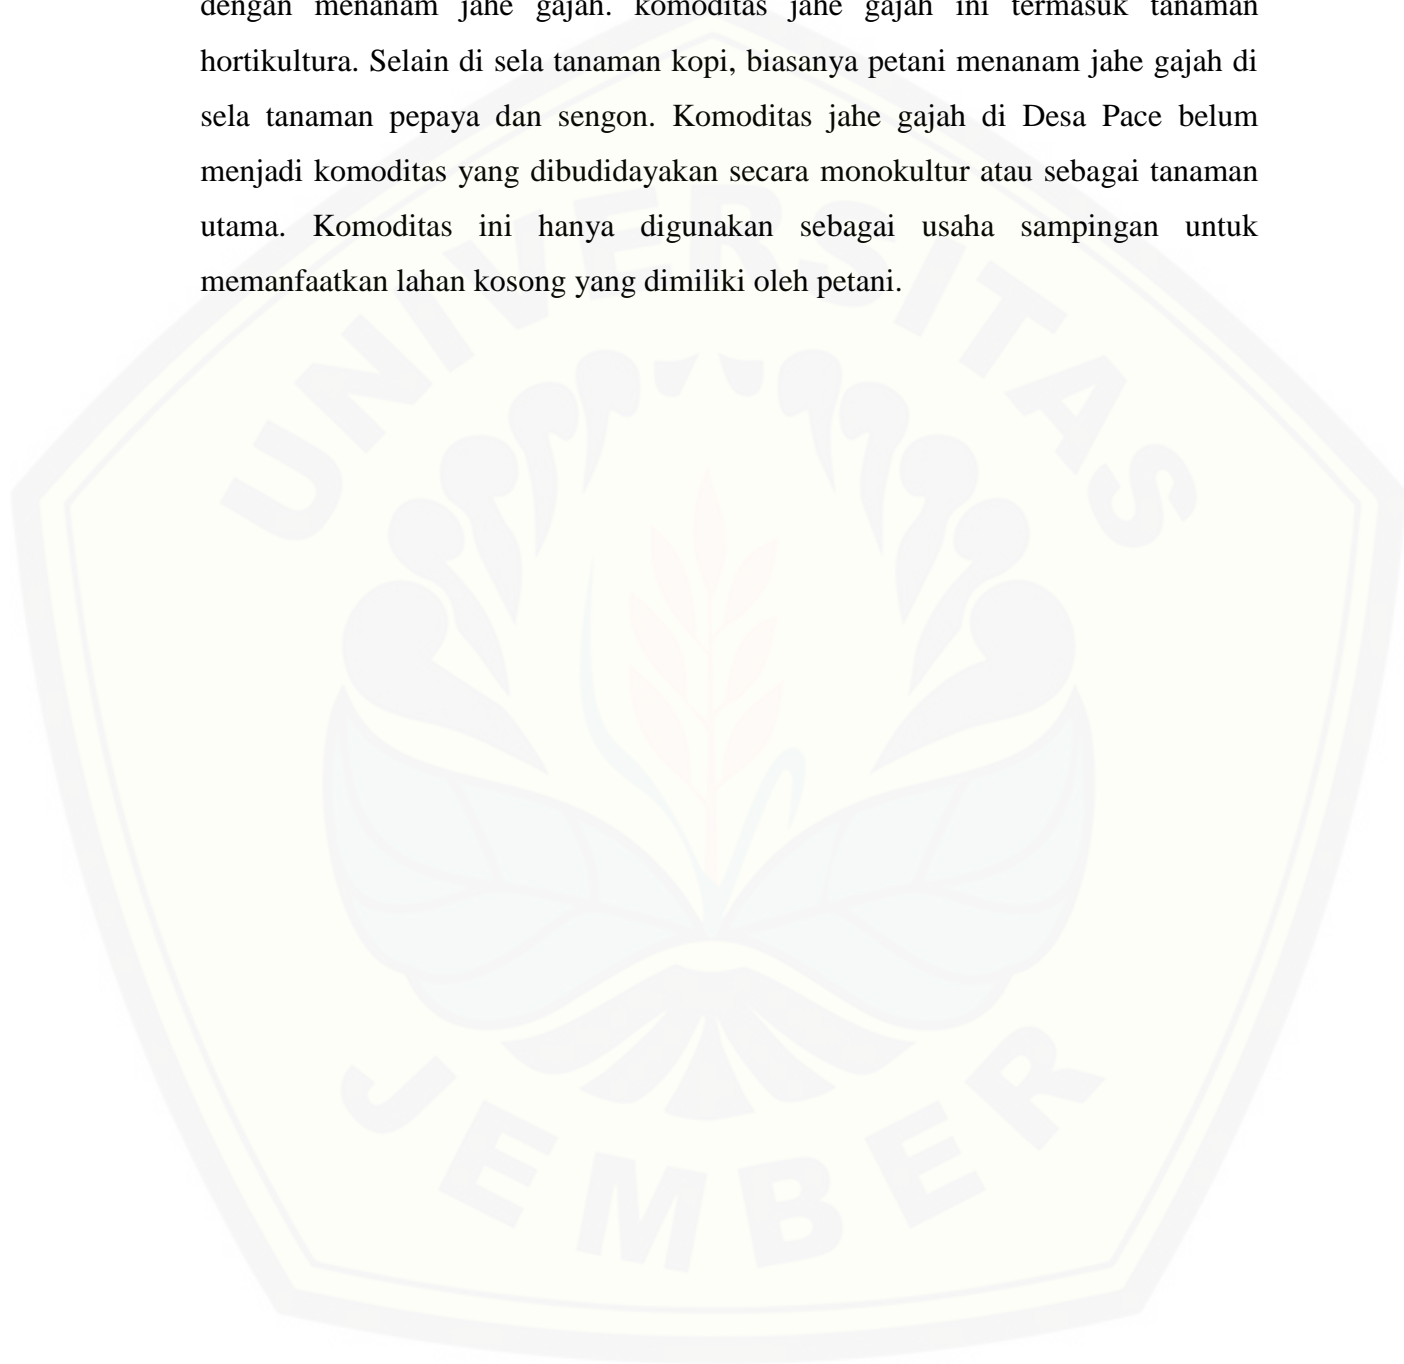 dengan menanam jahe gajah. komoditas jahe gajah ini termasuk tanaman
hortikultura. Selain di sela tanaman kopi, biasanya petani menanam jahe gajah di
sela tanaman pepaya dan sengon. Komoditas jahe gajah di Desa Pace belum
menjadi komoditas yang dibudidayakan secara monokultur atau sebagai tanaman
utama. Komoditas ini hanya digunakan sebagai usaha sampingan untuk
memanfaatkan lahan kosong yang dimiliki oleh petani.
UNIVERSITAS
JEMBER